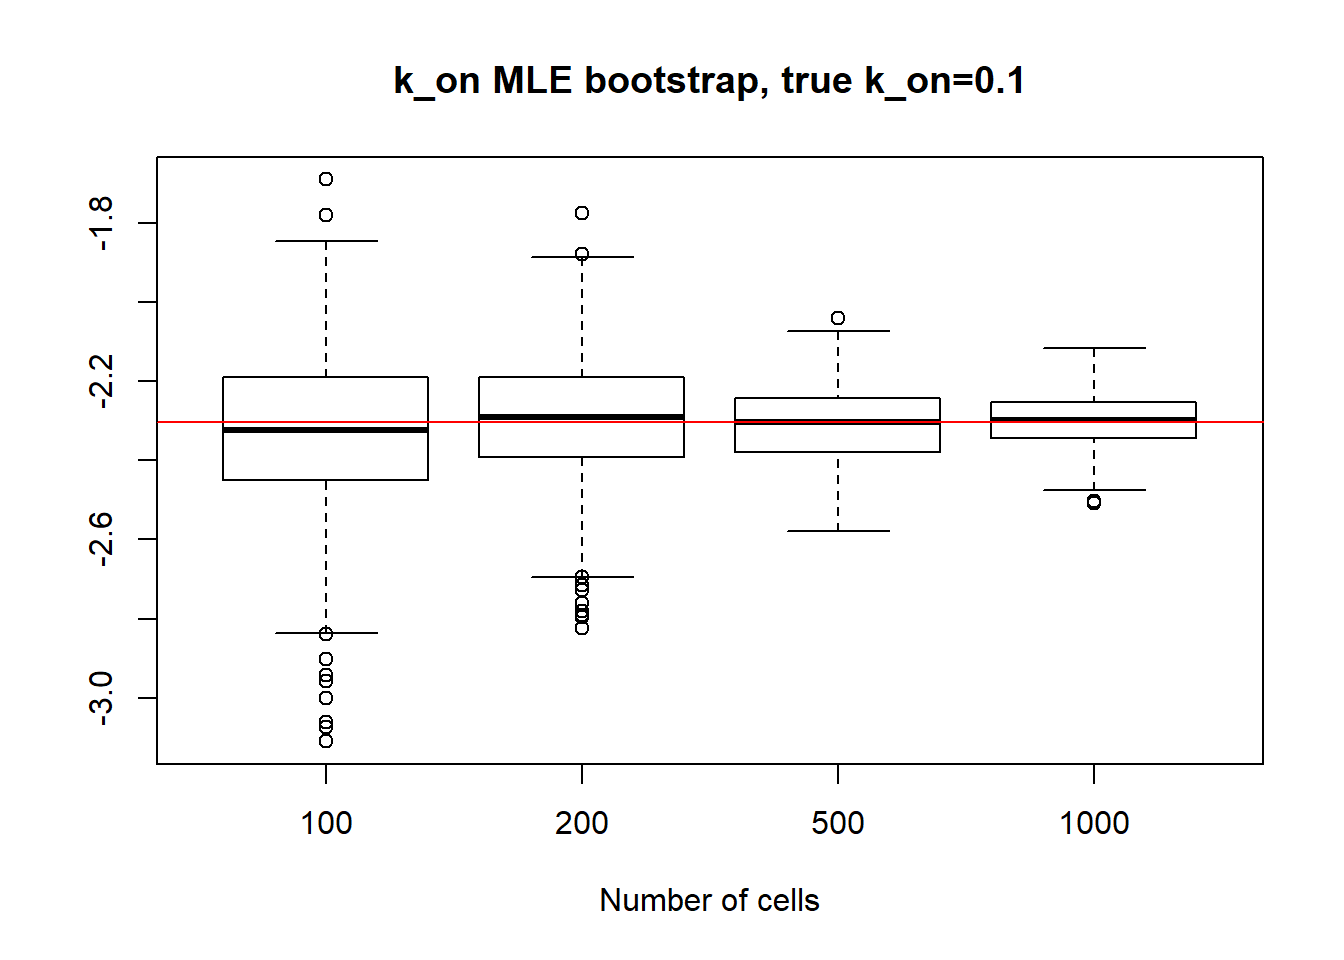 k_on MLE bootstrap, true k_on=0.1
-1.8
-2.2
-2.6
-3.0
100 200 500 1000
Number of cells